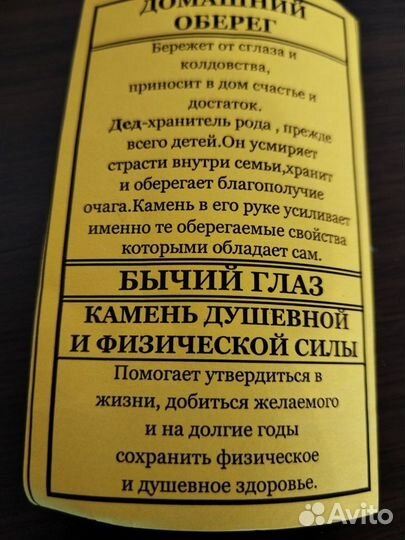 ДОМАШНИЙ
ОБЕРЕГ
Бережет от сглаза и
колдовства,
приносит в дом счастье и
достаток.
Дед-хранитель рода , прежде
всего детей.Он усмиряет
страсти внутри семьи,хранит
и оберегает благополучие
очага.Камень в его руке усиливает
именно те оберегаемые свойства
которыми обладает сам.
БЫЧИЙ ГЛАЗ
КАМЕНЬ ДУШЕВНОЙ
И ФИЗИЧЕСКОЙ СИЛЫ
Помогает утвердиться в
жизни, добиться желаемого
и на долгие годы
сохранить физическое
и душевное здоровье.
Avito